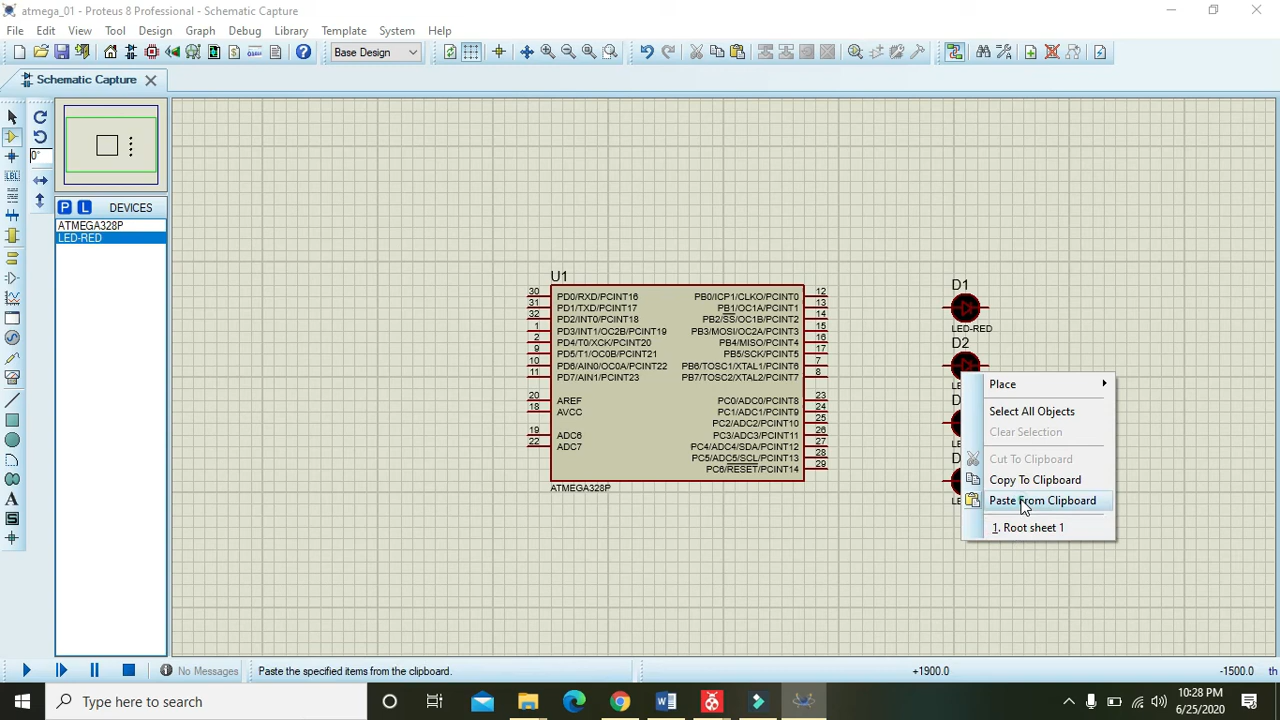 atmega_01 - Proteus 8 Professional - Schematic Capture
File Edit View Tool Design Graph Debug Library Template System Help
Base Design
Schematic Capture
0°
LBL
P L DEVICES
ATMEGA328P
LED-RED
U1
30 PD0/RXD/PCINT16 PB0/ICP1/CLKO/PCINT0 12
31 PD1/TXD/PCINT17 PB1/OC1A/PCINT1 13
32 PD2/INT0/PCINT18 PB2/SS/OC1B/PCINT2 14
1 PD3/INT1/OC2B/PCINT19 PB3/MOSI/OC2A/PCINT3 15
2 PD4/T0/XCK/PCINT20 PB4/MISO/PCINT4 16
9 PD5/T1/OC0B/PCINT21 PB5/SCK/PCINT5 17
10 PD6/AIN0/OC0A/PCINT22 PB6/TOSC1/XTAL1/PCINT6 7
11 PD7/AIN1/PCINT23 PB7/TOSC2/XTAL2/PCINT7 8
20 AREF PC0/ADC0/PCINT8 23
18 AVCC PC1/ADC1/PCINT9 24
PC2/ADC2/PCINT10 25
19 ADC6 PC3/ADC3/PCINT11 26
22 ADC7 PC4/ADC4/SDA/PCINT12 27
PC5/ADC5/SCL/PCINT13 28
PC6/RESET/PCINT14 29
ATMEGA328P
D1
LED-RED
D2
Place
Select All Objects
Clear Selection
Cut To Clipboard
Copy To Clipboard
Paste From Clipboard
1. Root sheet 1
No Messages
Paste the specified items from the clipboard.
+1900.0
-1500.0
th
Type here to search
10:28 PM
6/25/2020